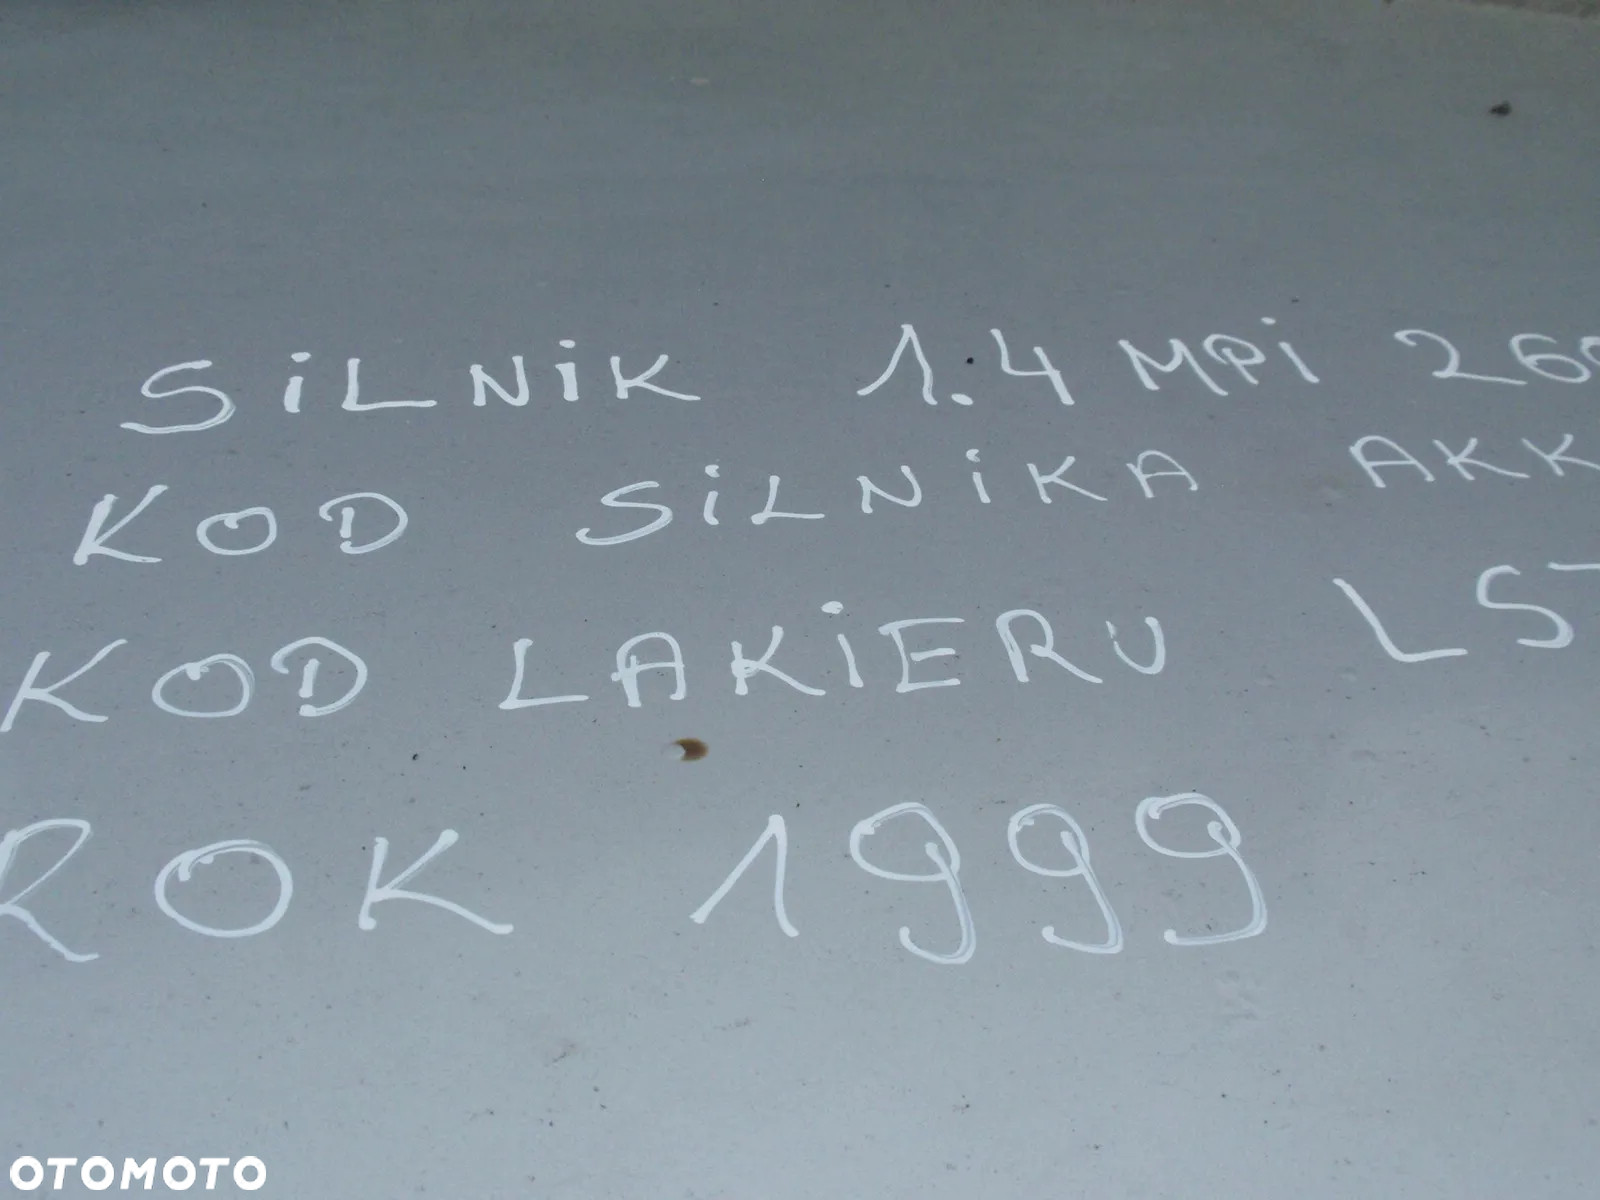 SiLNiK 1.4 MPi
KOD SiLNiKA AKK
KOD LAKiERU
ROK 1999
OTOMOTO